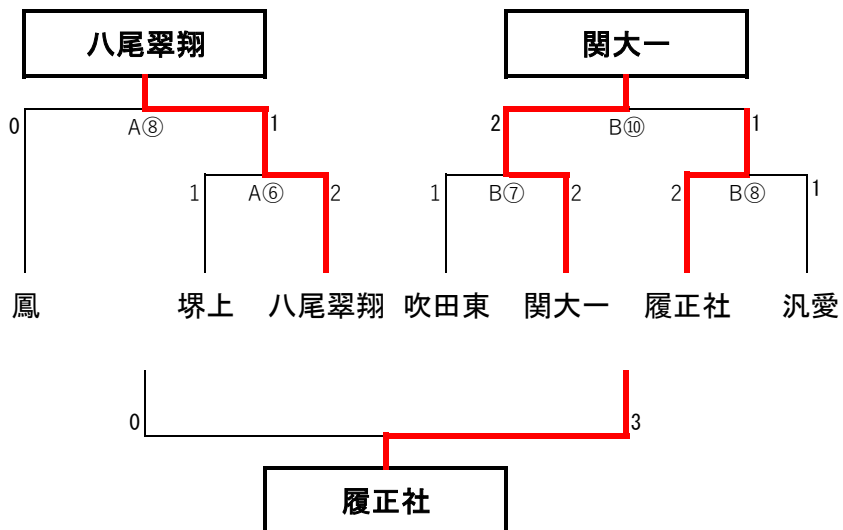 八尾翠翔 関大一
0 A⑧ 1 2 B⑩ 1
1 A⑥ 2 1 B⑦ 2 2 B⑧ 1
鳳 堺上 八尾翠翔 吹田東 関大一 履正社 汎愛
0 3
履正社